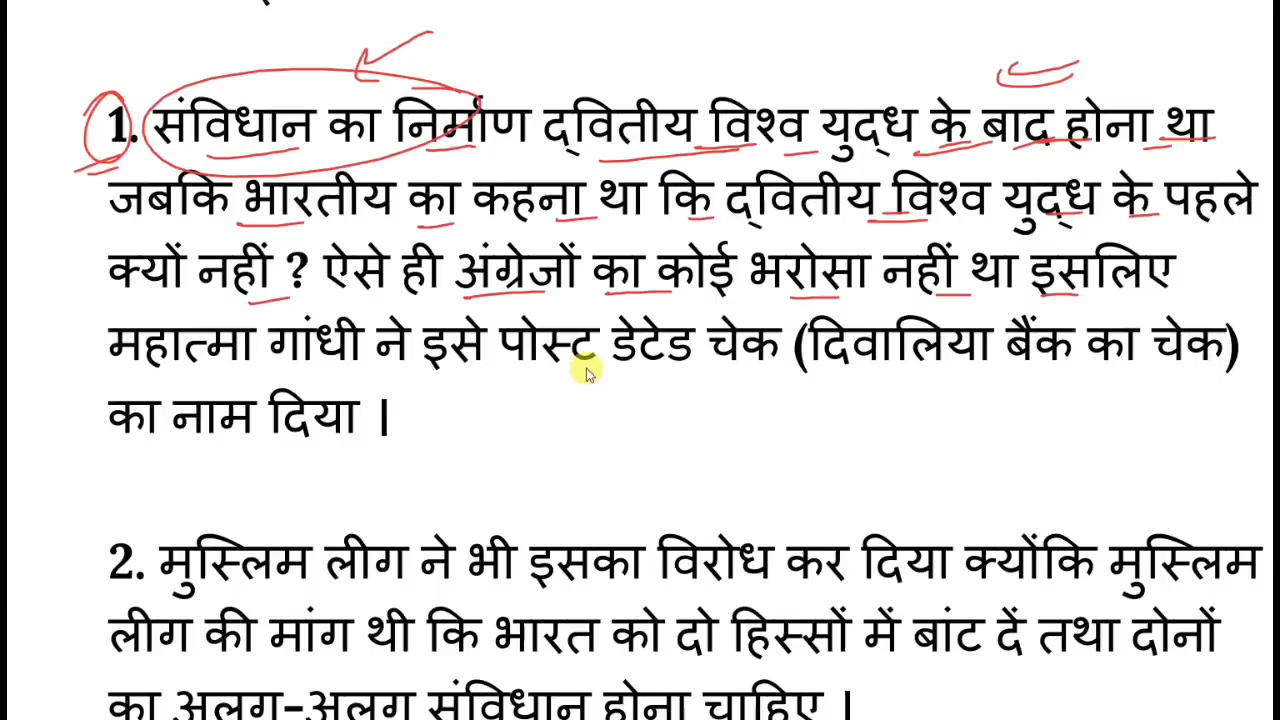 1. संविधान का निर्माण द्वितीय विश्व युद्ध के बाद होना था
जबकि भारतीय का कहना था कि द्वितीय विश्व युद्ध के पहले
क्यों नहीं ? ऐसे ही अंग्रेजों का कोई भरोसा नहीं था इसलिए
महात्मा गांधी ने इसे पोस्ट डेटेड चेक (दिवालिया बैंक का चेक)
का नाम दिया ।
2. मुस्लिम लीग ने भी इसका विरोध कर दिया क्योंकि मुस्लिम
लीग की मांग थी कि भारत को दो हिस्सों में बांट दें तथा दोनों
का अलग-अलग संविधान होना चाहिए ।